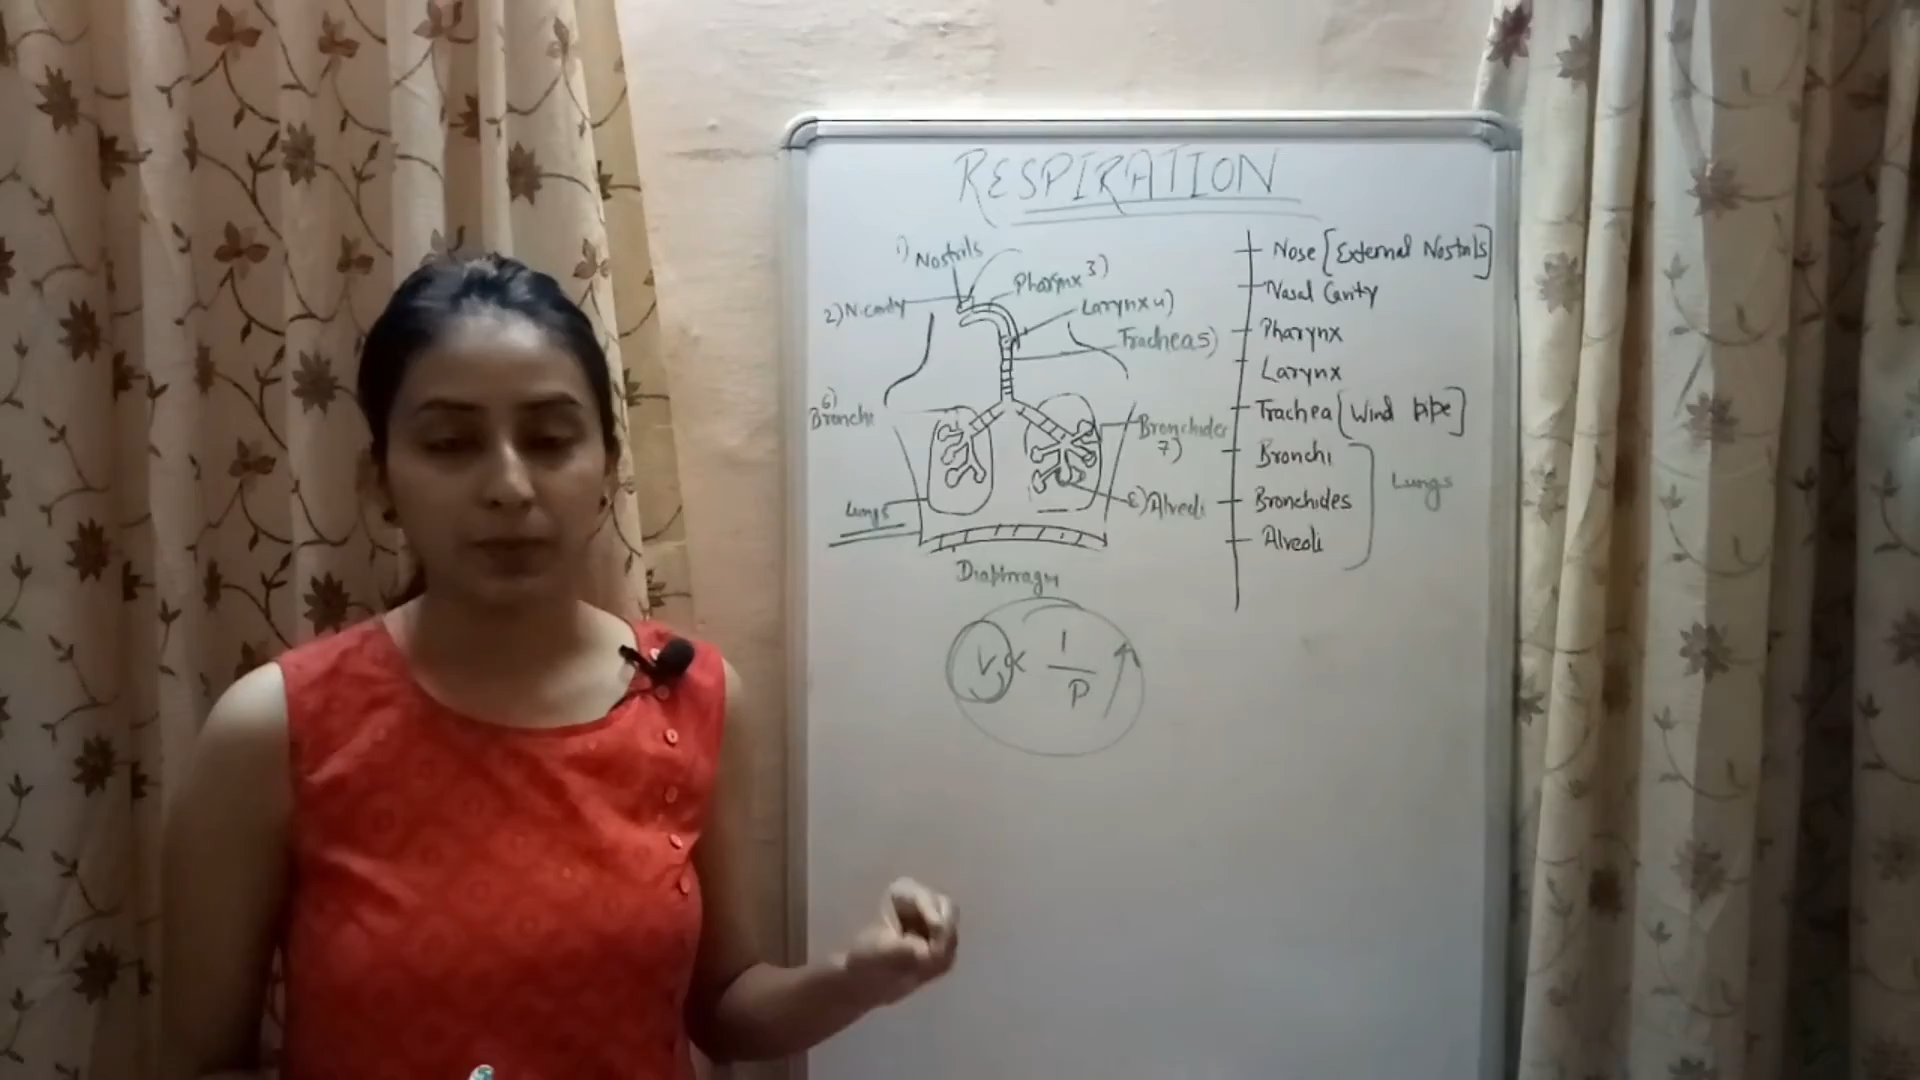 RESPIRATION
1) Nostrils
Pharynx 3)
2) N.cavity
Larynx 4)
Trachea 5)
6)
Bronchi
Bronchioles
7)
Lungs
8) Alveoli
Diaphragm
V ∝ 1/P ↑
Nose [External Nostrils]
Nasal Cavity
Pharynx
Larynx
Trachea [Wind Pipe]
Bronchi
Bronchioles
Alveoli
Lungs